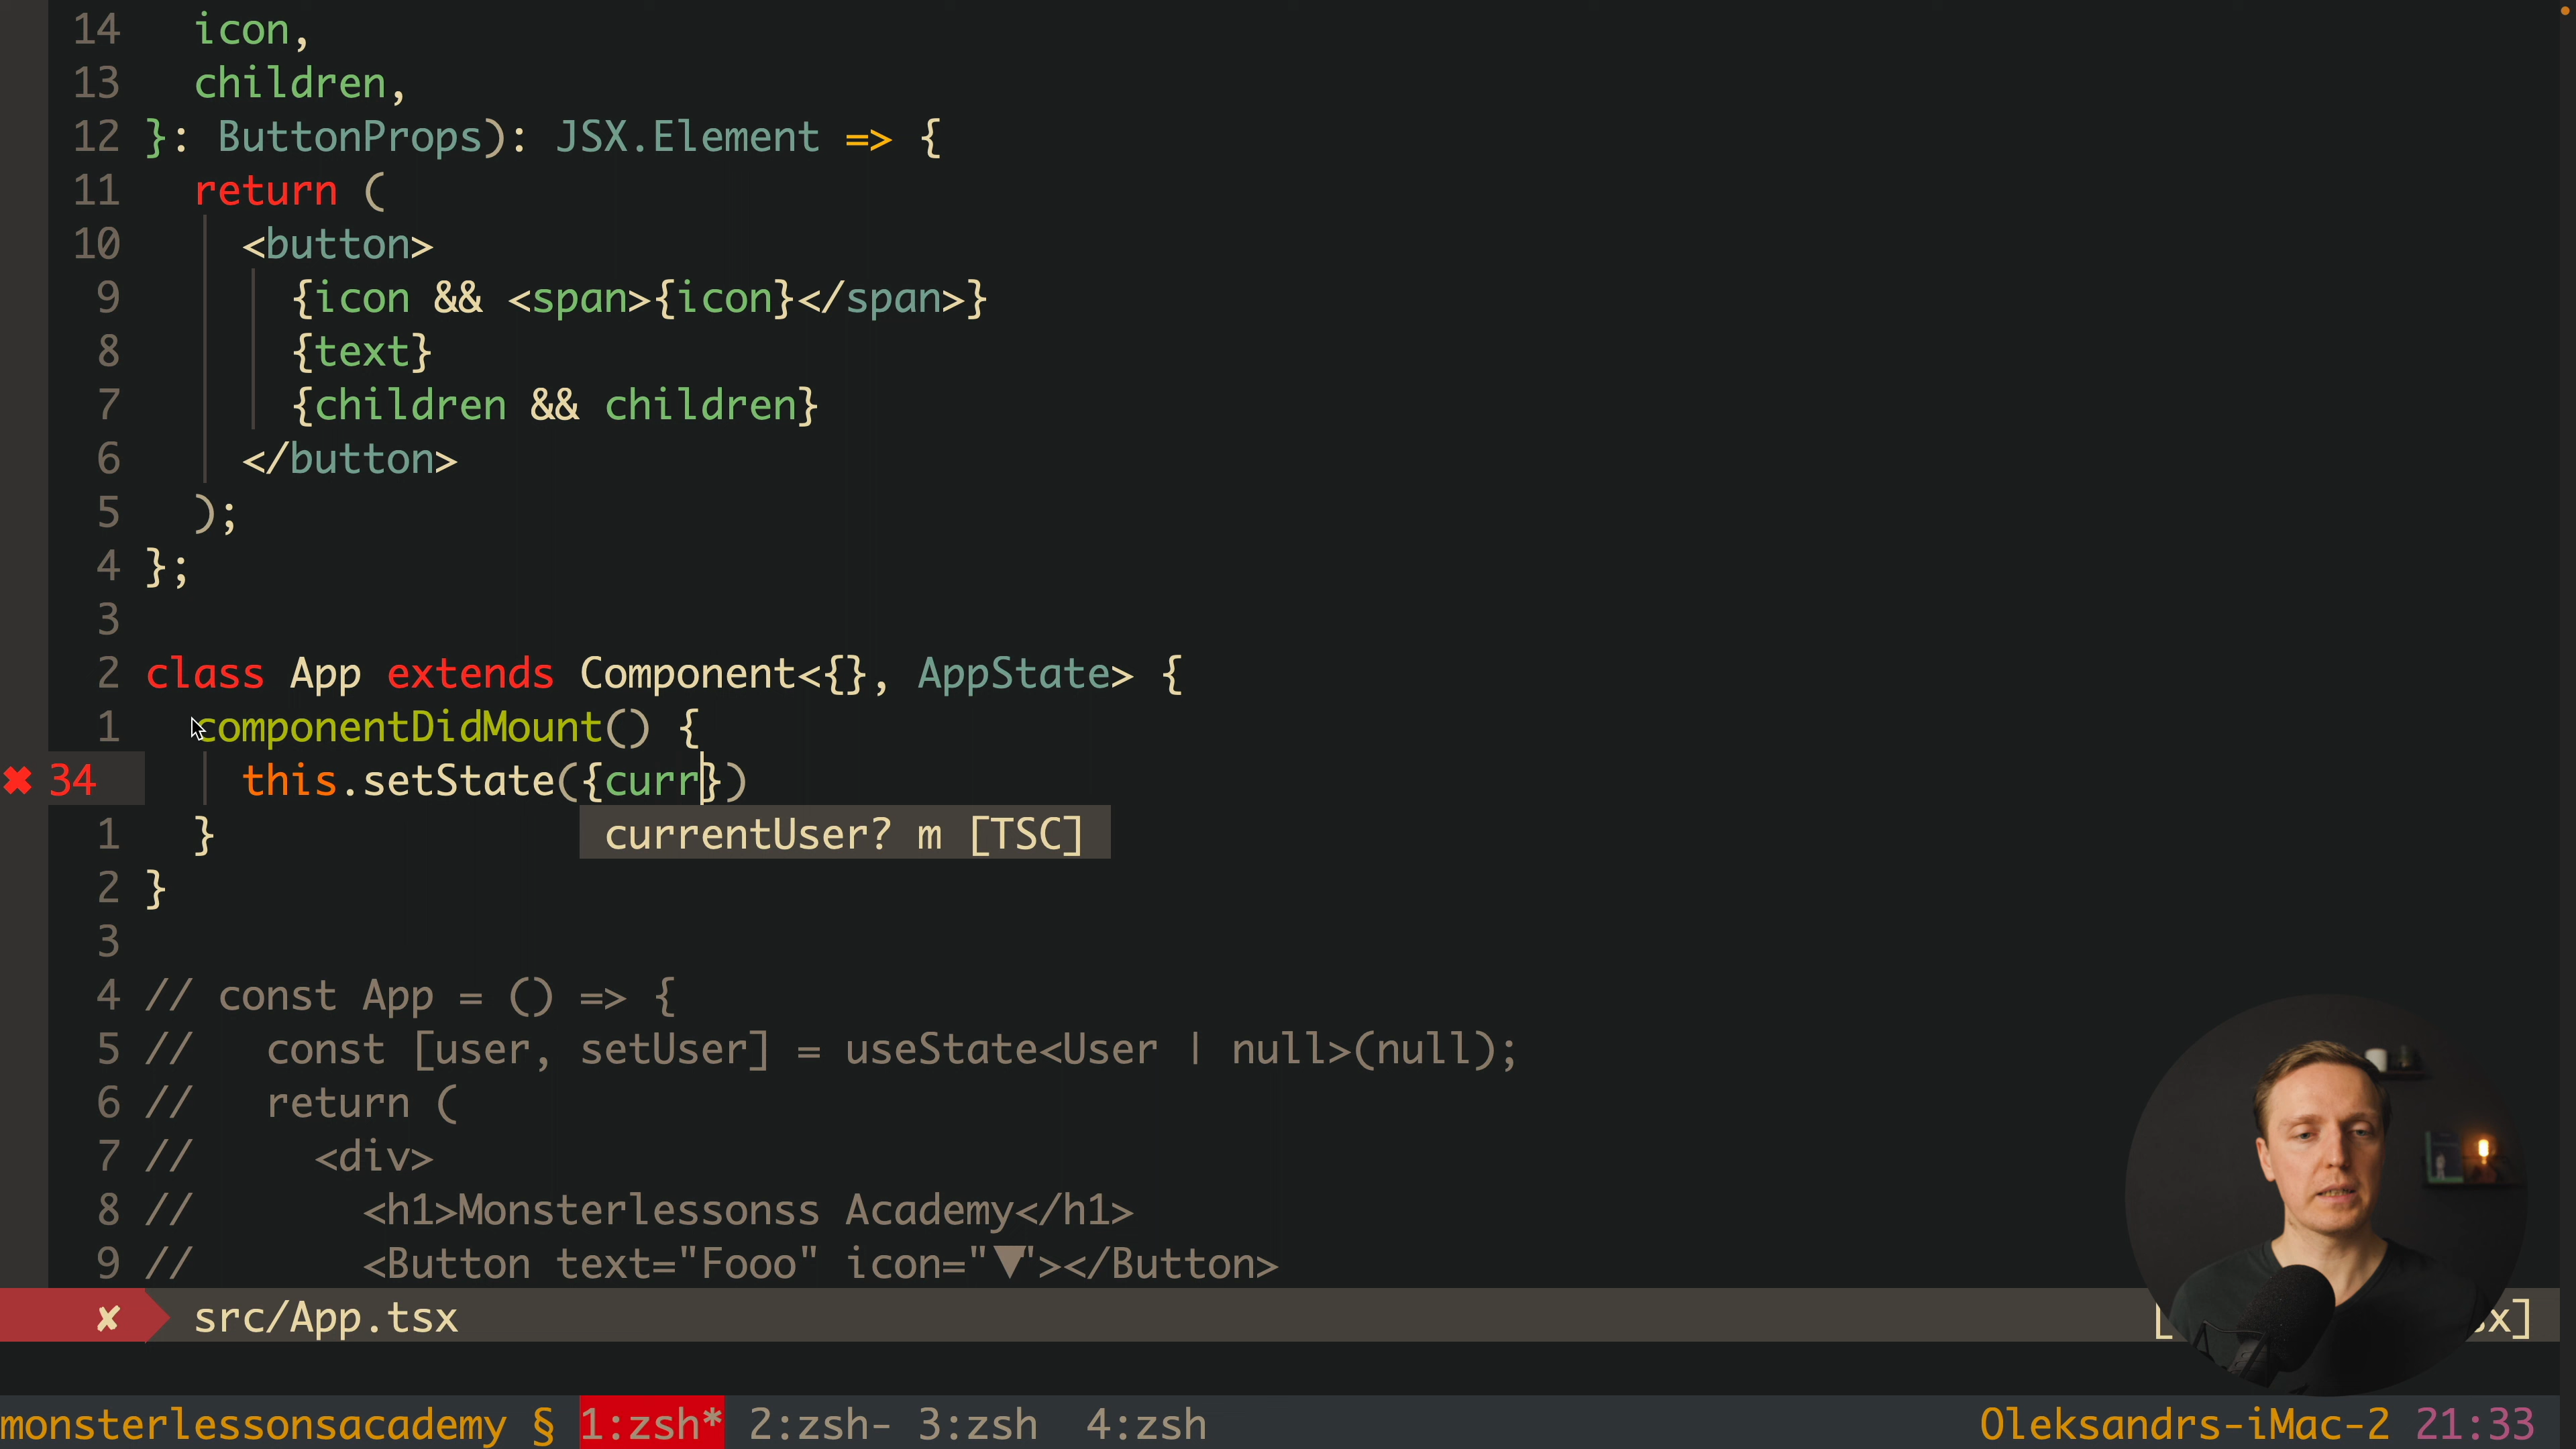 14 icon,
13 children,
12 }: ButtonProps): JSX.Element => {
11 return (
10 <button>
9 {icon && <span>{icon}</span>}
8 {text}
7 {children && children}
6 </button>
5 );
4 };
3
2 class App extends Component<{}, AppState> {
1 componentDidMount() {
✖ 34 this.setState({curr})
1 }
currentUser? m [TSC]
2 }
3
4 // const App = () => {
5 // const [user, setUser] = useState<User | null>(null);
6 // return (
7 // <div>
8 // <h1>Monsterlessonss Academy</h1>
9 // <Button text="Fooo" icon="▼"></Button>
✘ src/App.tsx [ x]
monsterlessonsacademy § 1:zsh* 2:zsh- 3:zsh 4:zsh Oleksandrs-iMac-2 21:33